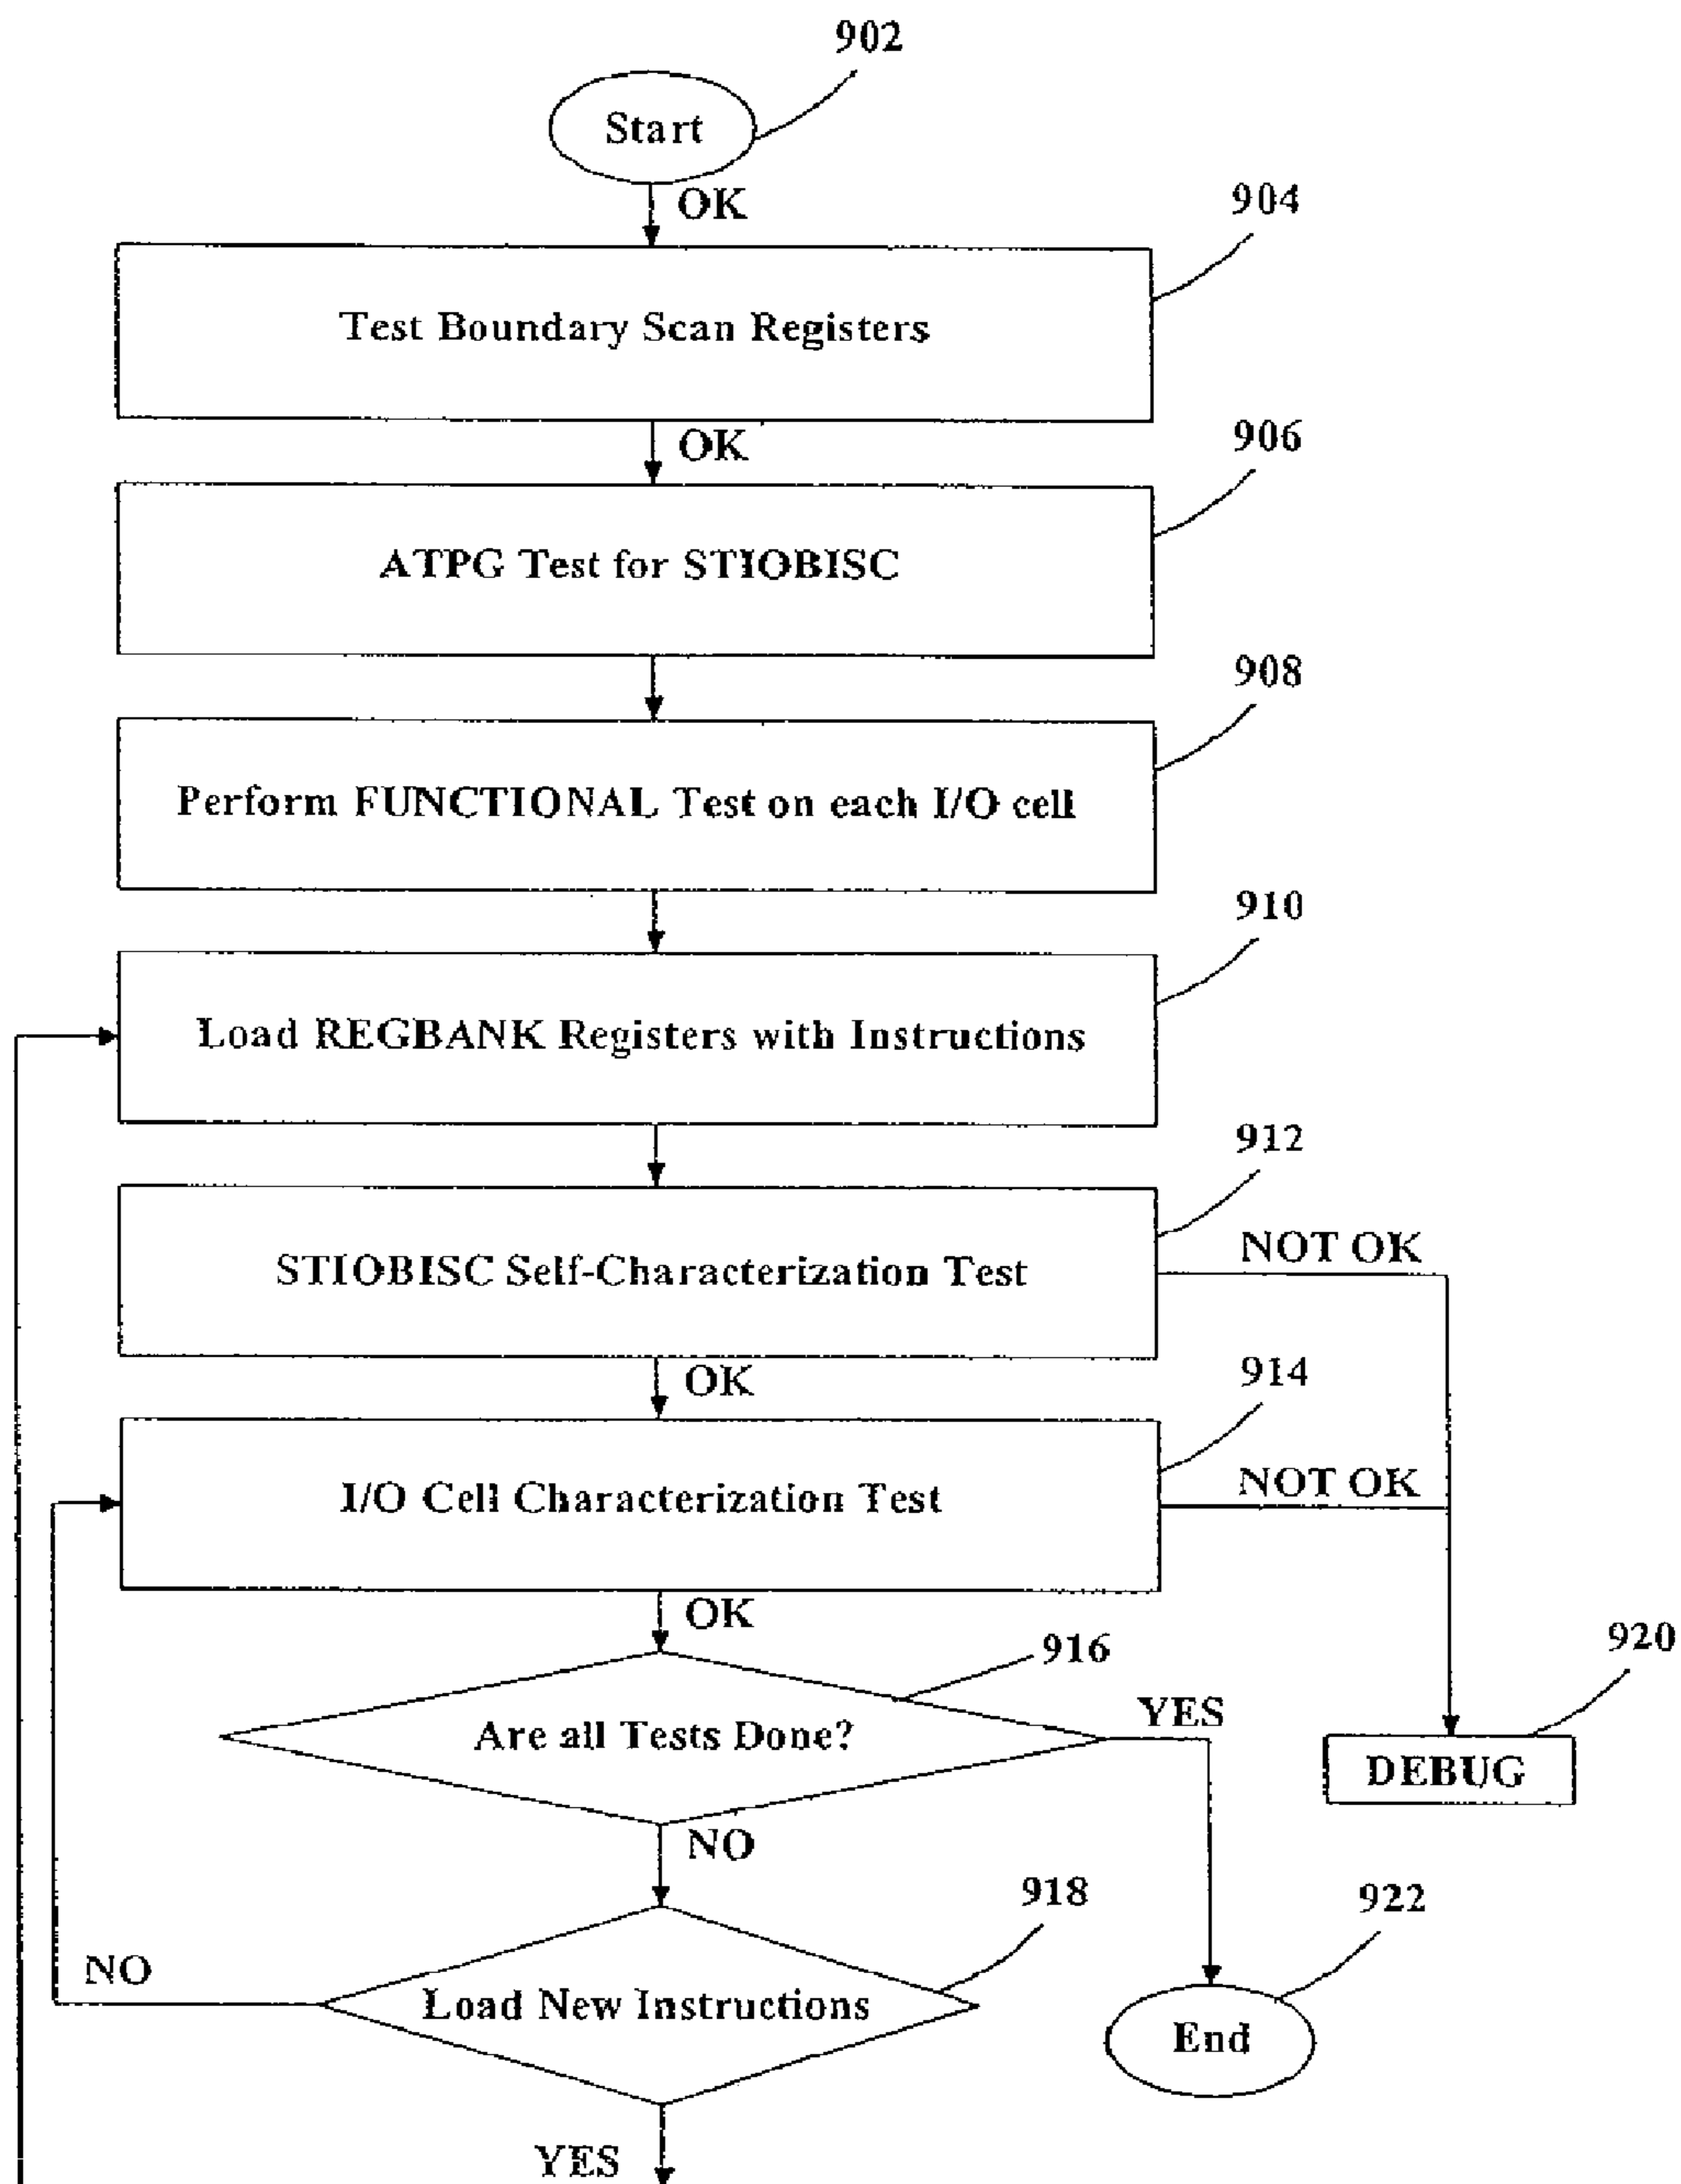 902
Start
OK
904
Test Boundary Scan Registers
OK
906
ATPG Test for STIOBISC
908
Perform FUNCTIONAL Test on each I/O cell
910
Load REGBANK Registers with Instructions
912
STIOBISC Self-Characterization Test
NOT OK
OK
914
I/O Cell Characterization Test
NOT OK
OK
916
Are all Tests Done?
YES
920
DEBUG
NO
918
Load New Instructions
NO
922
End
YES